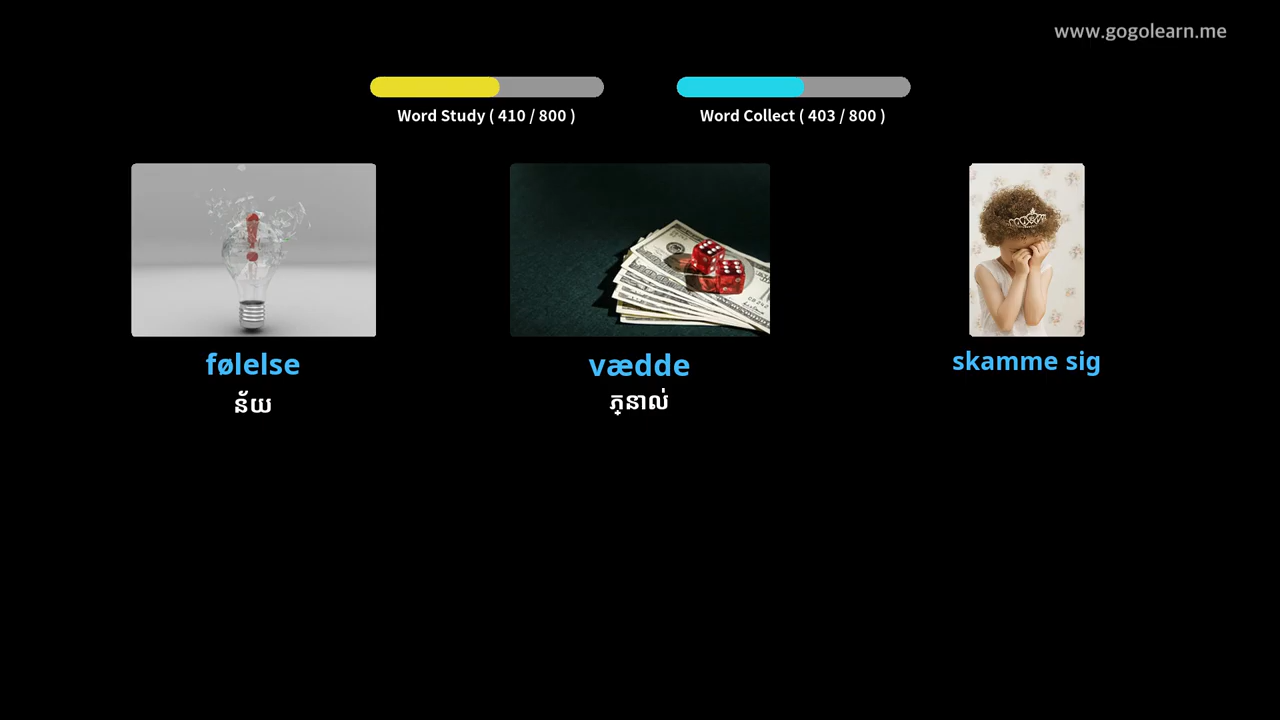 www.gogolearn.me
Word Study ( 410 / 800 )
Word Collect ( 403 / 800 )
følelse
ន័យ
vædde
ភ្នាល់
skamme sig